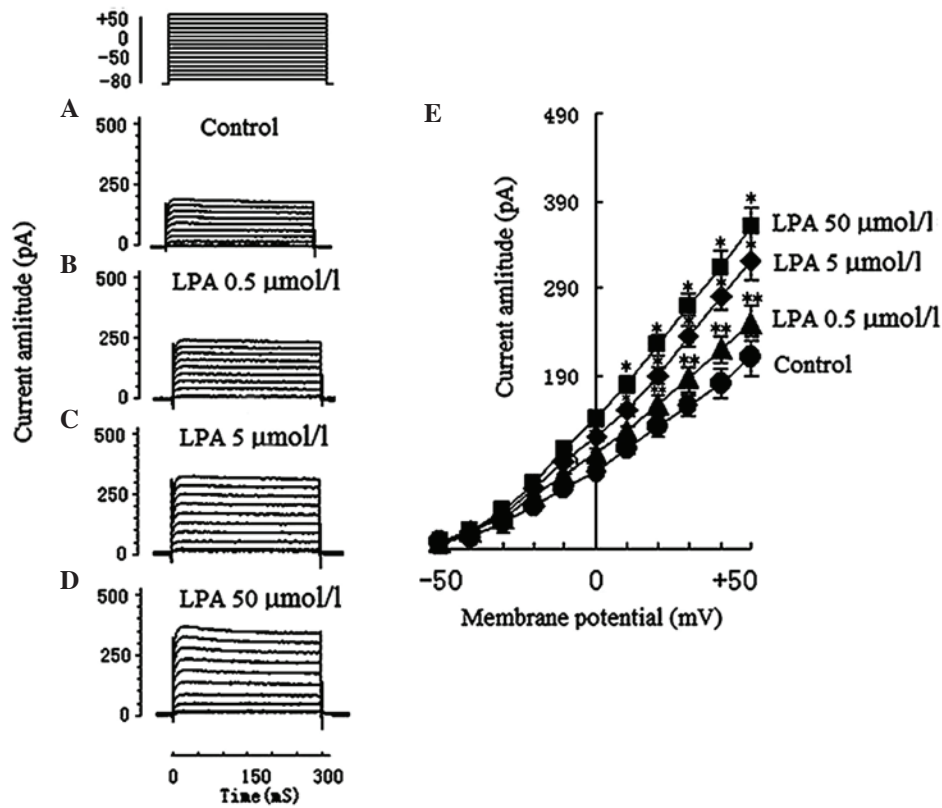 +50
0
−50
−80
A
500
250
0
Control
B
500
250
0
LPA 0.5 μmol/l
C
500
250
0
LPA 5 μmol/l
D
500
250
0
LPA 50 μmol/l
Current amlitude (pA)
0 150 300
Time(mS)
E
490
390
290
190
Current amlitude (pA)
* * * * *
* * * * *
** ** ** **
LPA 50 μmol/l
LPA 5 μmol/l
LPA 0.5 μmol/l
Control
−50 0 +50
Membrane potential (mV)